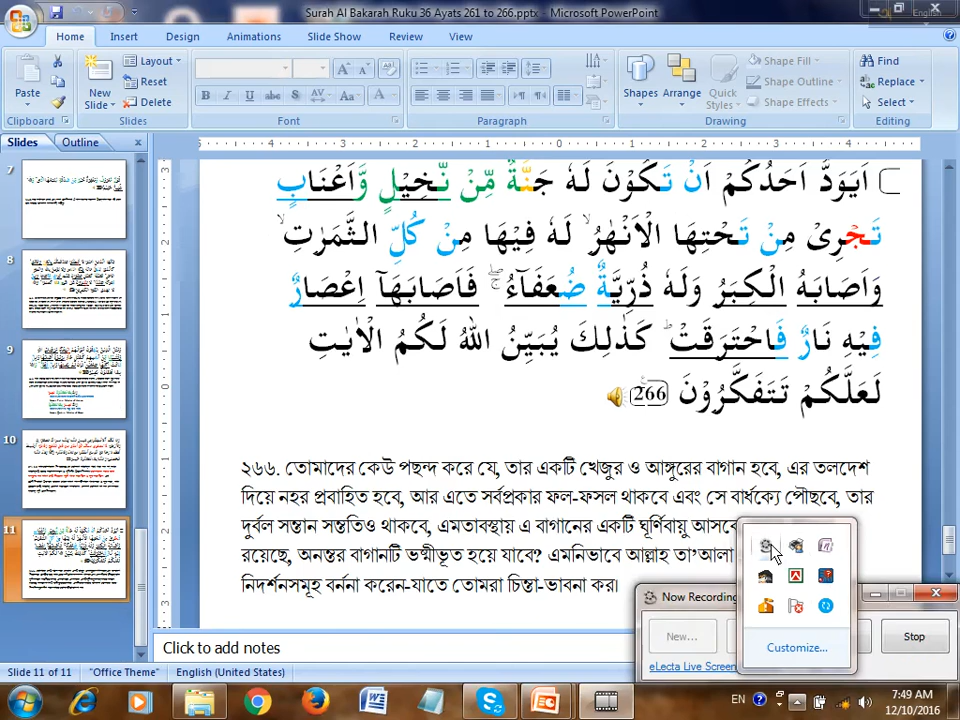 Surah Al Bakarah Ruku 36 Ayats 261 to 266.pptx - Microsoft PowerPoint
English
Home Insert Design Animations Slide Show Review View
Paste
New Slide
Layout
Reset
Delete
Shapes
Arrange
Quick Styles
Shape Fill
Shape Outline
Shape Effects
Find
Replace
Select
Clipboard Slides Font Paragraph Drawing Editing
Slides Outline
7
8
9
10
11
اَيَوَدُّ اَحَدُكُمْ اَنْ تَكُوْنَ لَهٗ جَنَّةٌ مِّنْ نَّخِيْلٍ وَّاَعْنَابٍ
تَجْرِىْ مِنْ تَحْتِهَا الْاَنْهٰرُ ۙ لَهٗ فِيْهَا مِنْ كُلِّ الثَّمَرٰتِ ۙ
وَاَصَابَهُ الْكِبَرُ وَلَهٗ ذُرِّيَّةٌ ضُعَفَآءُ ۖ فَاَصَابَهَآ اِعْصَارٌ
فِيْهِ نَارٌ فَاحْتَرَقَتْ ؕ كَذٰلِكَ يُبَيِّنُ اللّٰهُ لَكُمُ الْاٰيٰتِ
لَعَلَّكُمْ تَتَفَكَّرُوْنَ 266
২৬৬. তোমাদের কেউ পছন্দ করে যে, তার একটি খেজুর ও আঙ্গুরের বাগান হবে, এর তলদেশ
দিয়ে নহর প্রবাহিত হবে, আর এতে সর্বপ্রকার ফল-ফসল থাকবে এবং সে বার্ধক্যে পৌছবে, তার
দুর্বল সন্তান সন্ততিও থাকবে, এমতাবস্থায় এ বাগানের একটি ঘূর্ণিবায়ু আসবে
রয়েছে, অনন্তর বাগানটি ভষ্মীভূত হয়ে যাবে? এমনিভাবে আল্লাহ তা'আলা
নিদর্শনসমূহ বর্ননা করেন-যাতে তোমরা চিন্তা-ভাবনা কর।
Now Recording
New...
Stop
eLecta Live Screen
Customize...
Click to add notes
Slide 11 of 11 "Office Theme" English (United States)
EN
7:49 AM
12/10/2016